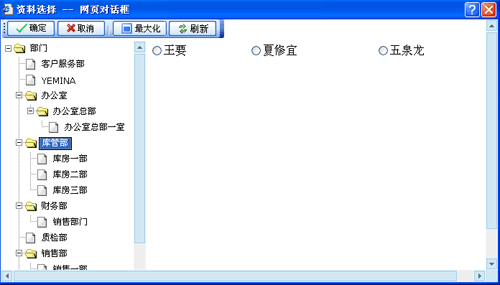 资料选择 -- 网页对话框
确定 取消 最大化 刷新
部门
客户服务部
YEMINA
办公室
办公室总部
办公室总部一室
库管部
库房一部
库房二部
库房三部
财务部
销售部门
质检部
销售部
销售一部
王要 夏修宜 五泉龙